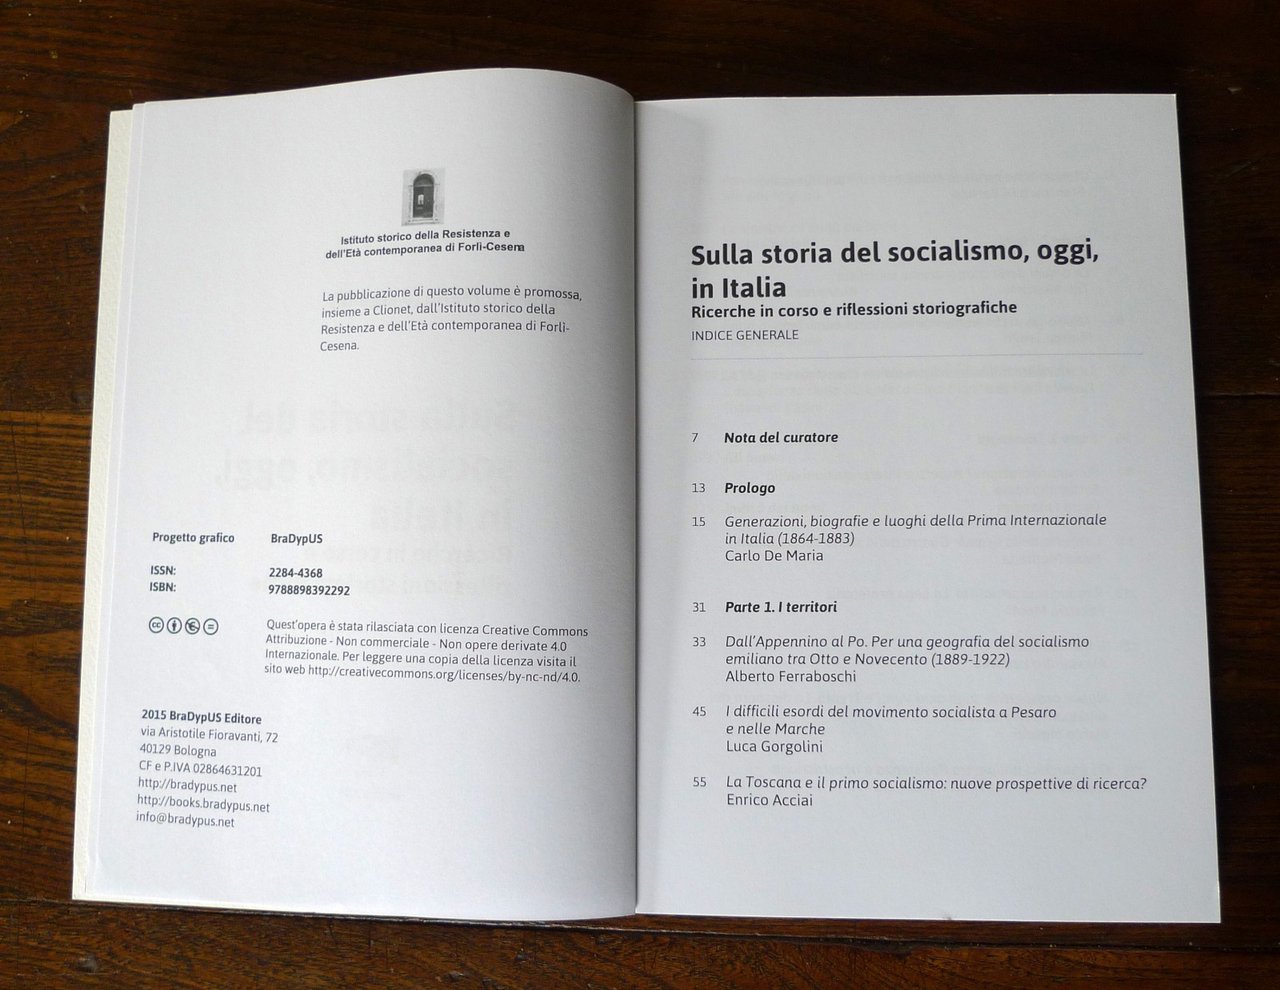 Istituto storico della Resistenza e
dell'Età contemporanea di Forlì-Cesena
La pubblicazione di questo volume è promossa,
insieme a Clionet, dall'Istituto storico della
Resistenza e dell'Età contemporanea di Forlì-
Cesena.
Progetto grafico BraDypUS
ISSN: 2284-4368
ISBN: 9788898392292
Quest'opera è stata rilasciata con licenza Creative Commons
Attribuzione - Non commerciale - Non opere derivate 4.0
Internazionale. Per leggere una copia della licenza visita il
sito web http://creativecommons.org/licenses/by-nc-nd/4.0.
2015 BraDypUS Editore
via Aristotile Fioravanti, 72
40129 Bologna
CF e P.IVA 02864631201
http://bradypus.net
http://books.bradypus.net
info@bradypus.net
Sulla storia del socialismo, oggi,
in Italia
Ricerche in corso e riflessioni storiografiche
INDICE GENERALE
7 Nota del curatore
13 Prologo
15 Generazioni, biografie e luoghi della Prima Internazionale
in Italia (1864-1883)
Carlo De Maria
31 Parte 1. I territori
33 Dall'Appennino al Po. Per una geografia del socialismo
emiliano tra Otto e Novecento (1889-1922)
Alberto Ferraboschi
45 I difficili esordi del movimento socialista a Pesaro
e nelle Marche
Luca Gorgolini
55 La Toscana e il primo socialismo: nuove prospettive di ricerca?
Enrico Acciai